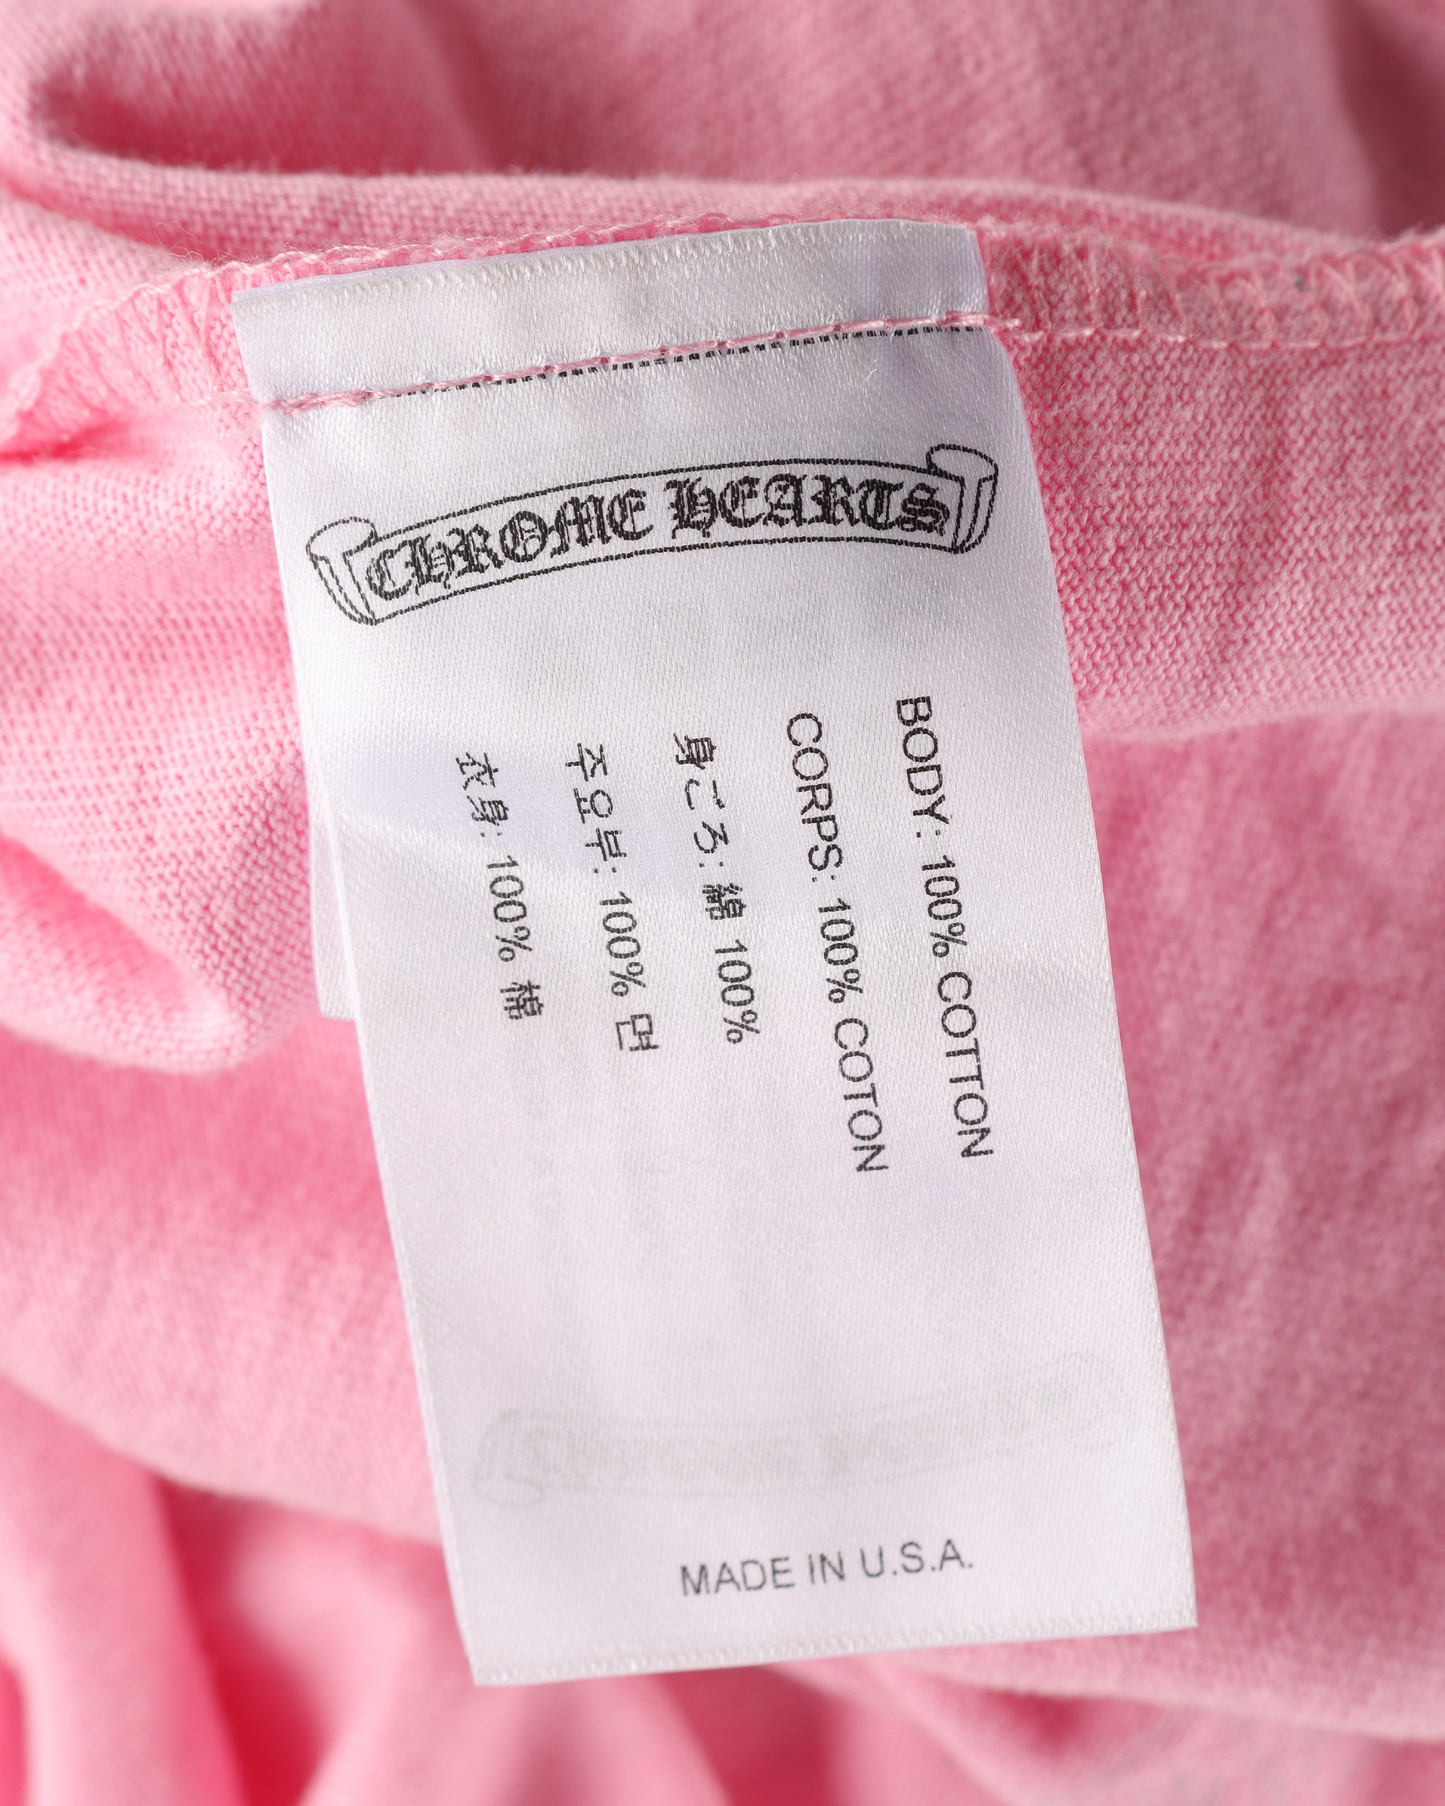 CHROME HEARTS
BODY: 100% COTTON
CORPS: 100% COTON
身ごろ: 綿 100%
주요부: 100% 면
衣身: 100% 棉
MADE IN U.S.A.